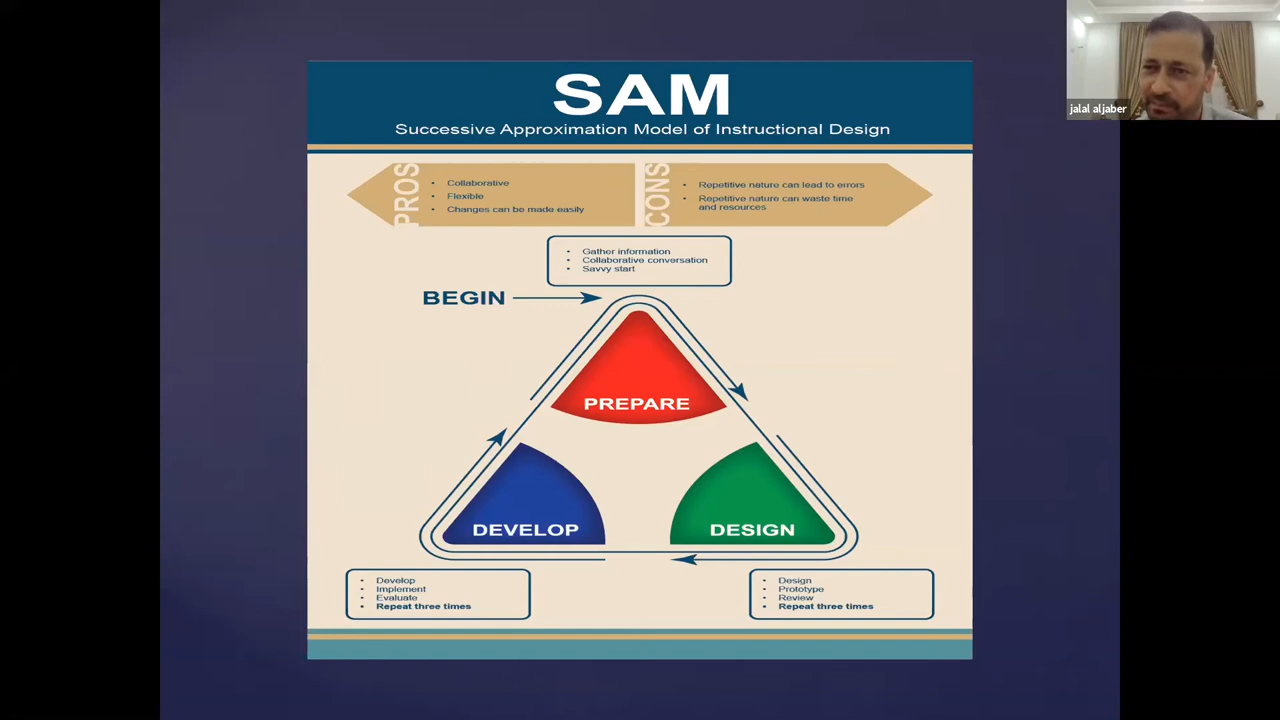 SAM
Successive Approximation Model of Instructional Design
PROS
• Collaborative
• Flexible
• Changes can be made easily
CONS
• Repetitive nature can lead to errors
• Repetitive nature can waste time
and resources
• Gather information
• Collaborative conversation
• Savvy start
BEGIN
PREPARE
DEVELOP
DESIGN
• Develop
• Implement
• Evaluate
• Repeat three times
• Design
• Prototype
• Review
• Repeat three times
jalal aljaber